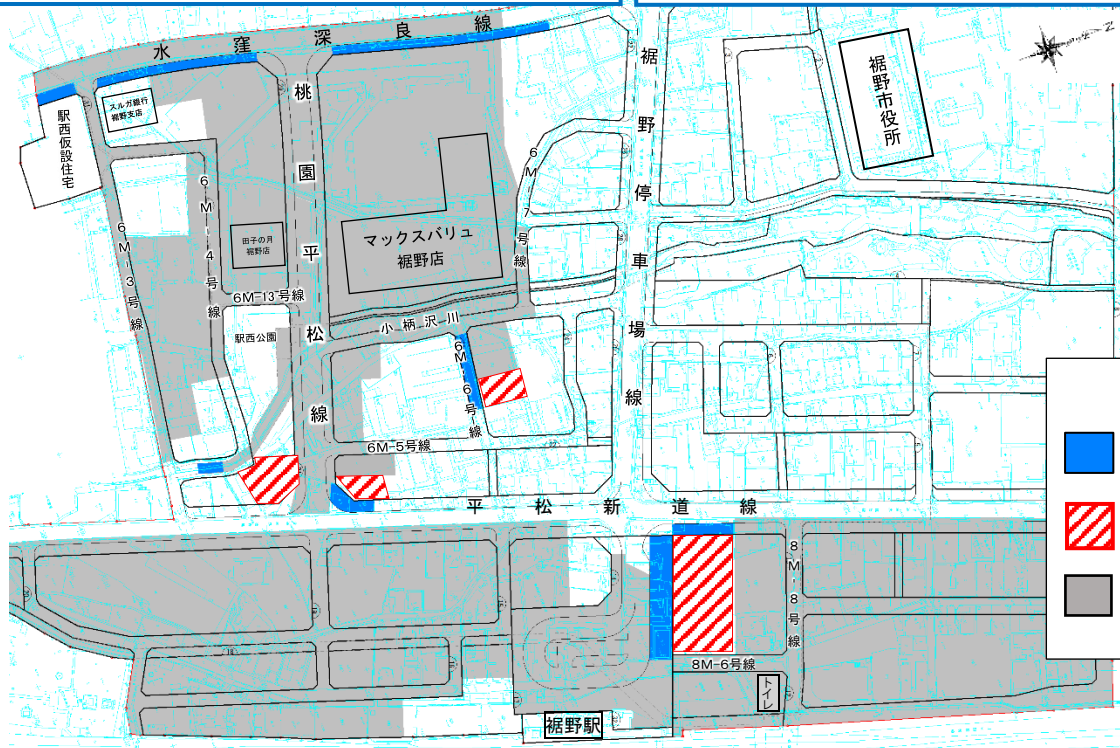 水窪深良線
裾野停車場線
裾野市役所
駅西仮設住宅
スルガ銀行
裾野支店
桃園平松線
6M-3号線
6M-4号線
6M-7号線
田子の月
裾野店
マックスバリュ
裾野店
6M-13号線
駅西公園
小柄沢川
6M-6号線
6M-5号線
平松新道線
8M-8号線
8M-6号線
トイレ
裾野駅